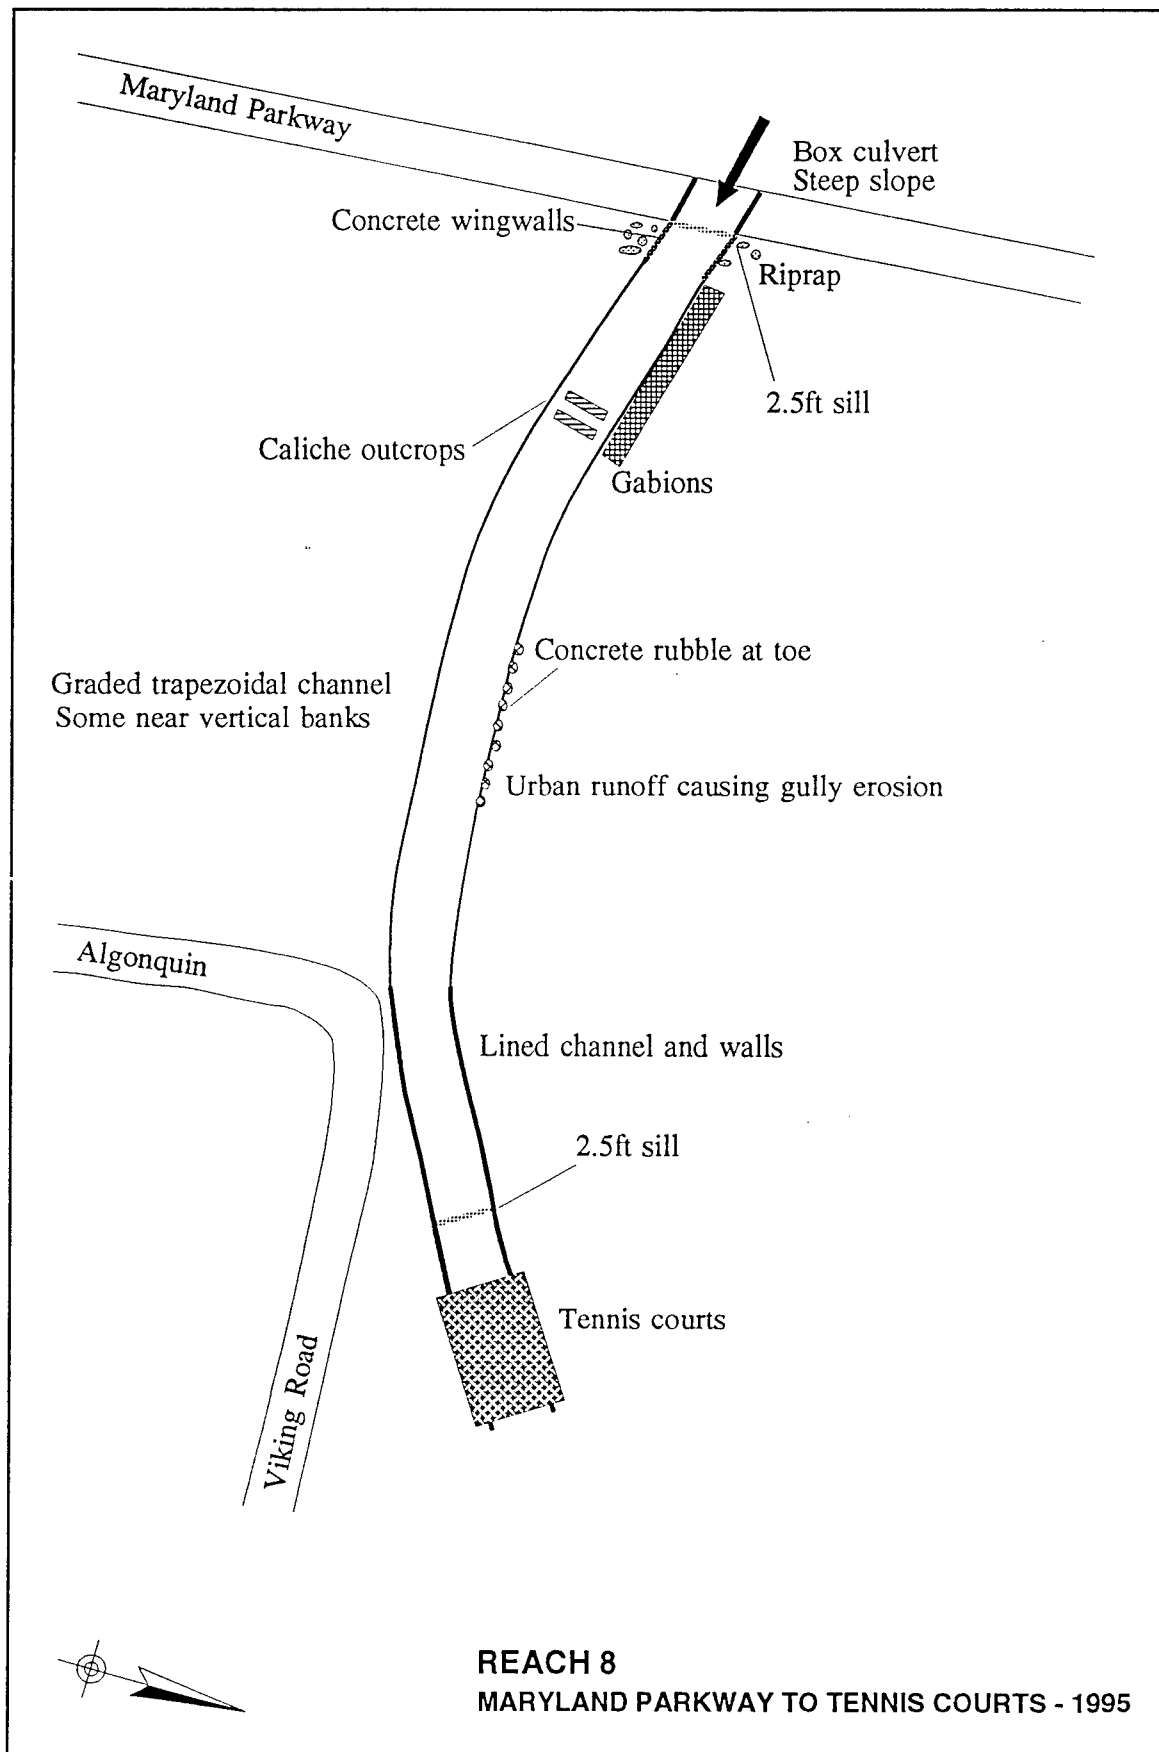 Maryland Parkway
Box culvert
Steep slope
Concrete wingwalls
Riprap
2.5ft sill
Caliche outcrops
Gabions
Concrete rubble at toe
Graded trapezoidal channel
Some near vertical banks
Urban runoff causing gully erosion
Algonquin
Lined channel and walls
2.5ft sill
Tennis courts
Viking Road
REACH 8
MARYLAND PARKWAY TO TENNIS COURTS - 1995